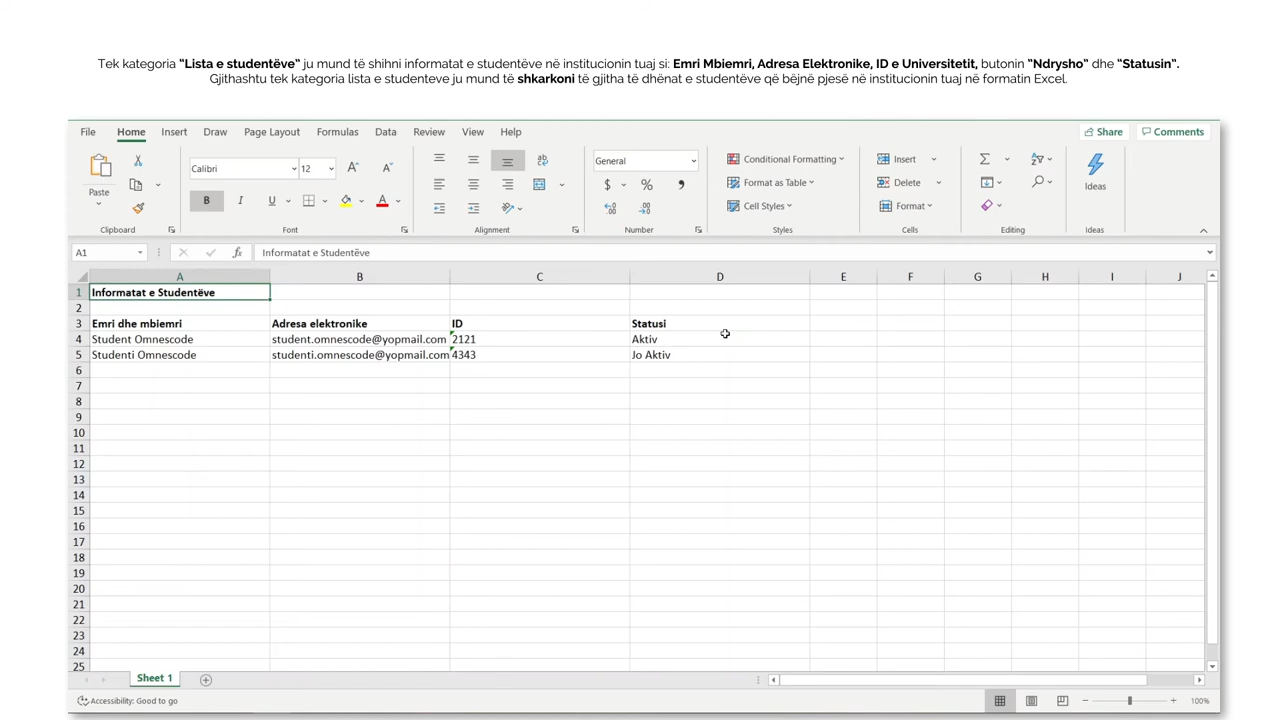 Tek kategoria “Lista e studentëve” ju mund të shihni informatat e studentëve në institucionin tuaj si: Emri Mbiemri, Adresa Elektronike, ID e Universitetit, butonin “Ndrysho” dhe “Statusin”.
Gjithashtu tek kategoria lista e studenteve ju mund të shkarkoni të gjitha të dhënat e studentëve që bëjnë pjesë në institucionin tuaj në formatin Excel.
File Home Insert Draw Page Layout Formulas Data Review View Help Share Comments
Paste
Calibri 12
B I U A
General
$ % ,
Conditional Formatting
Format as Table
Cell Styles
Insert
Delete
Format
Ideas
Clipboard Font Alignment Number Styles Cells Editing Ideas
A1 fx Informatat e Studentëve
A B C D E F G H I J
1 Informatat e Studentëve
2
3 Emri dhe mbiemri Adresa elektronike ID Statusi
4 Student Omnescode student.omnescode@yopmail.com 2121 Aktiv
5 Studenti Omnescode studenti.omnescode@yopmail.com 4343 Jo Aktiv
6
7
8
9
10
11
12
13
14
15
16
17
18
19
20
21
22
23
24
25
Sheet 1
Accessibility: Good to go 100%